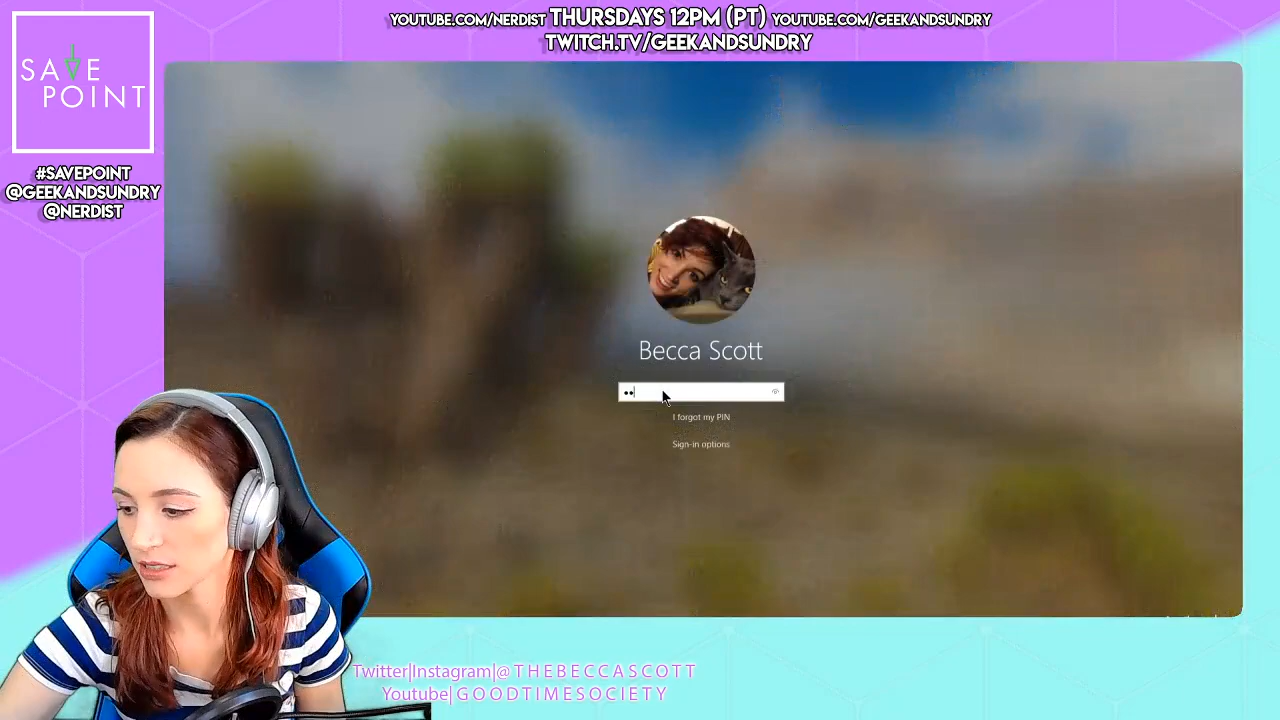 YOUTUBE.COM/NERDIST THURSDAYS 12PM (PT) YOUTUBE.COM/GEEKANDSUNDRY
TWITCH.TV/GEEKANDSUNDRY
SAVE
POINT
#SAVEPOINT
@GEEKANDSUNDRY
@NERDIST
Becca Scott
I forgot my PIN
Sign-in options
Twitter|Instagram|@THEBECCASCOTT
Youtube|GOODTIMESOCIETY